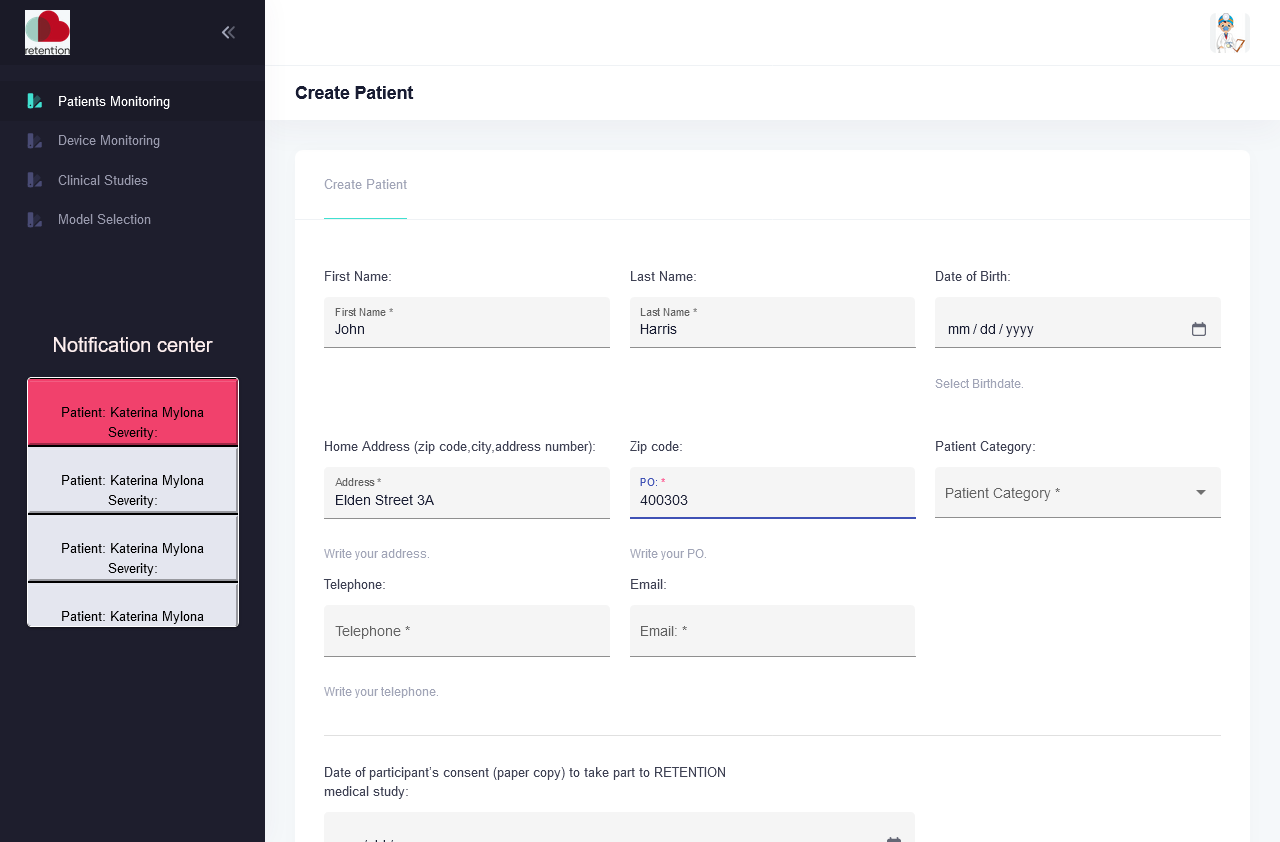 retention
Patients Monitoring
Device Monitoring
Clinical Studies
Model Selection
Notification center
Patient: Katerina Mylona
Severity:
Patient: Katerina Mylona
Severity:
Patient: Katerina Mylona
Severity:
Patient: Katerina Mylona
Create Patient
Create Patient
First Name:
Last Name:
Date of Birth:
First Name *
John
Last Name *
Harris
mm / dd / yyyy
Select Birthdate.
Home Address (zip code,city,address number):
Zip code:
Patient Category:
Address *
Elden Street 3A
PO: *
400303
Patient Category *
Write your address.
Write your PO.
Telephone:
Email:
Telephone *
Email: *
Write your telephone.
Date of participant's consent (paper copy) to take part to RETENTION
medical study: